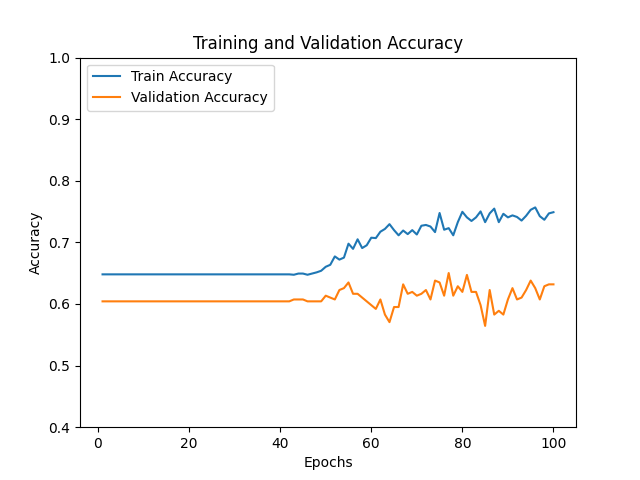 Training and Validation Accuracy
Train Accuracy
Validation Accuracy
Accuracy
1.0
0.9
0.8
0.7
0.6
0.5
0.4
0 20 40 60 80 100
Epochs